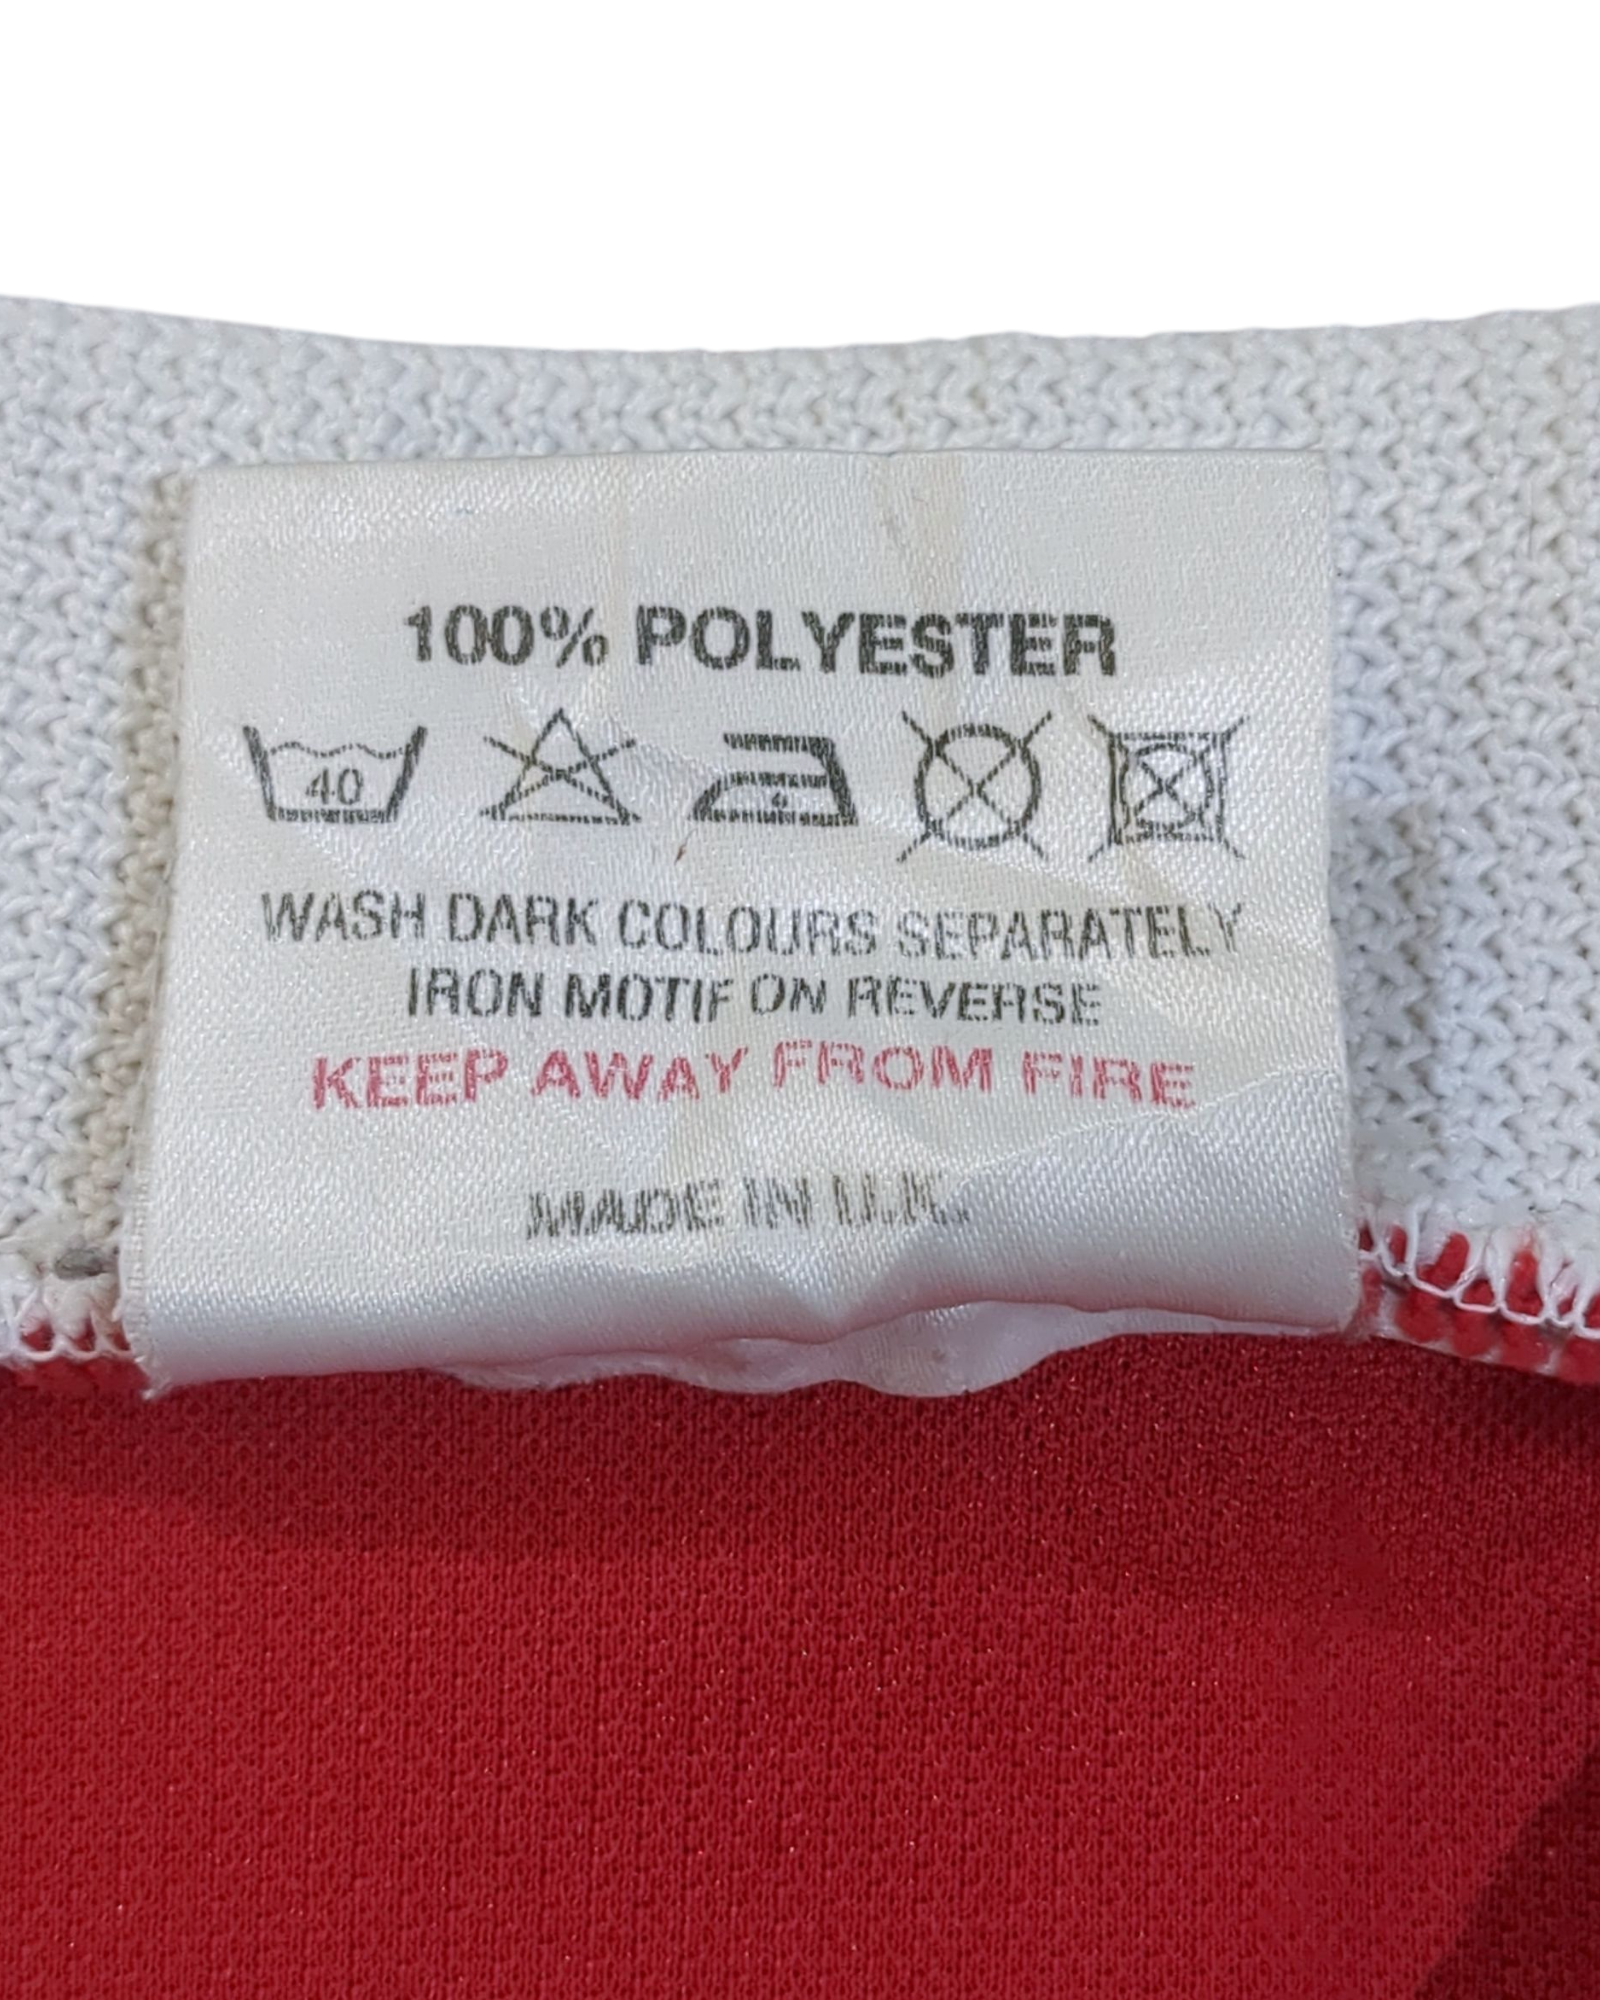 100% POLYESTER
40
WASH DARK COLOURS SEPARATELY
IRON MOTIF ON REVERSE
KEEP AWAY FROM FIRE
MADE IN U.K.